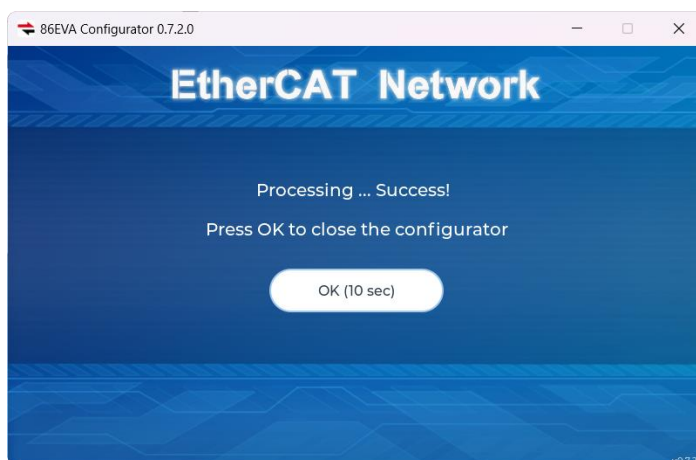 86EVA Configurator 0.7.2.0
EtherCAT Network
Processing ... Success!
Press OK to close the configurator
OK (10 sec)